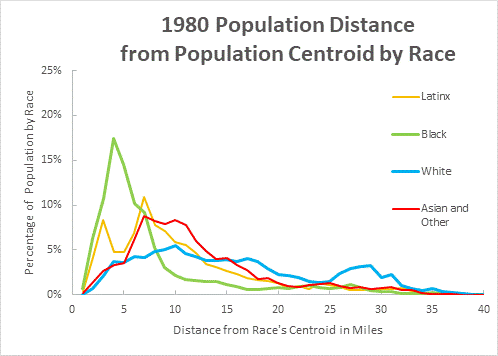 1980 Population Distance
from Population Centroid by Race
25%
20%
15%
10%
5%
0%
Percentage of Population by Race
0 5 10 15 20 25 30 35 40
Distance from Race's Centroid in Miles
Latinx
Black
White
Asian and
Other